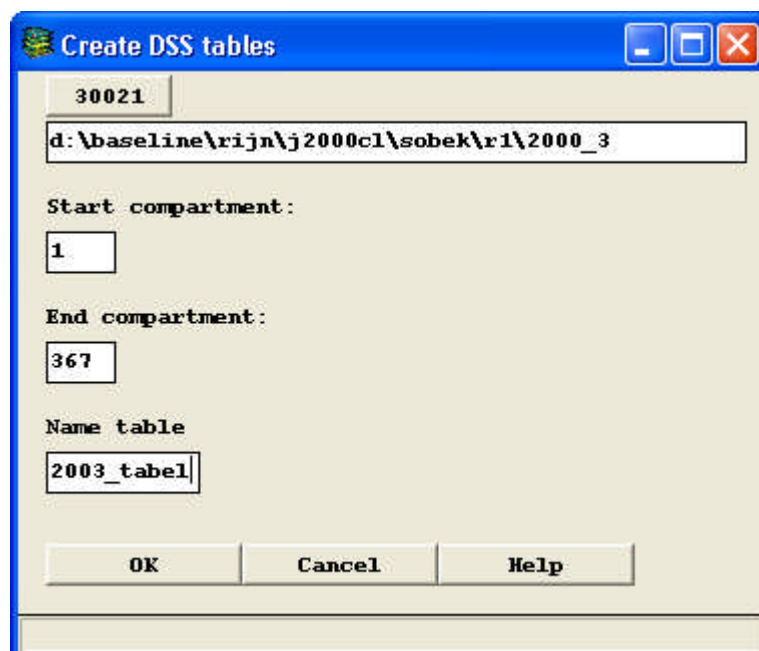 Create DSS tables
30021
d:\baseline\rijn\j2000cl\sobek\r1\2000_3
Start compartment:
1
End compartment:
367
Name table
2003_tabel
OK Cancel Help